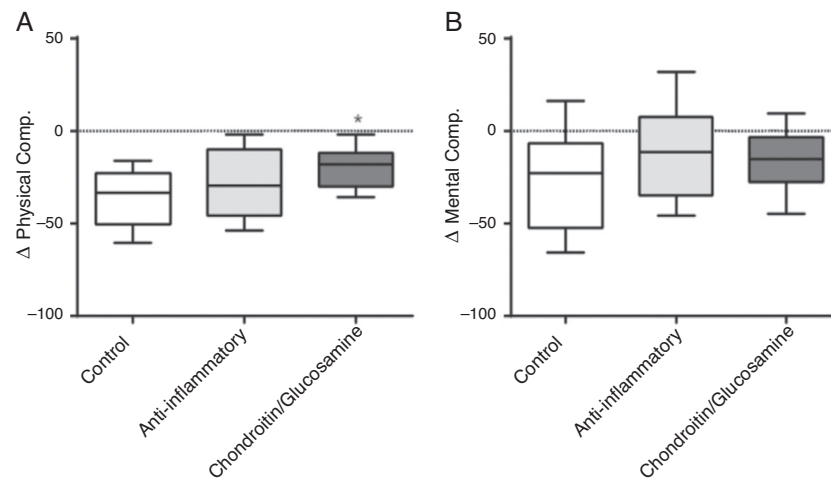 A
50
0
–50
–100
Δ Physical Comp.
*
Control
Anti-inflammatory
Chondroitin/Glucosamine
B
50
0
–50
–100
Δ Mental Comp.
Control
Anti-inflammatory
Chondroitin/Glucosamine